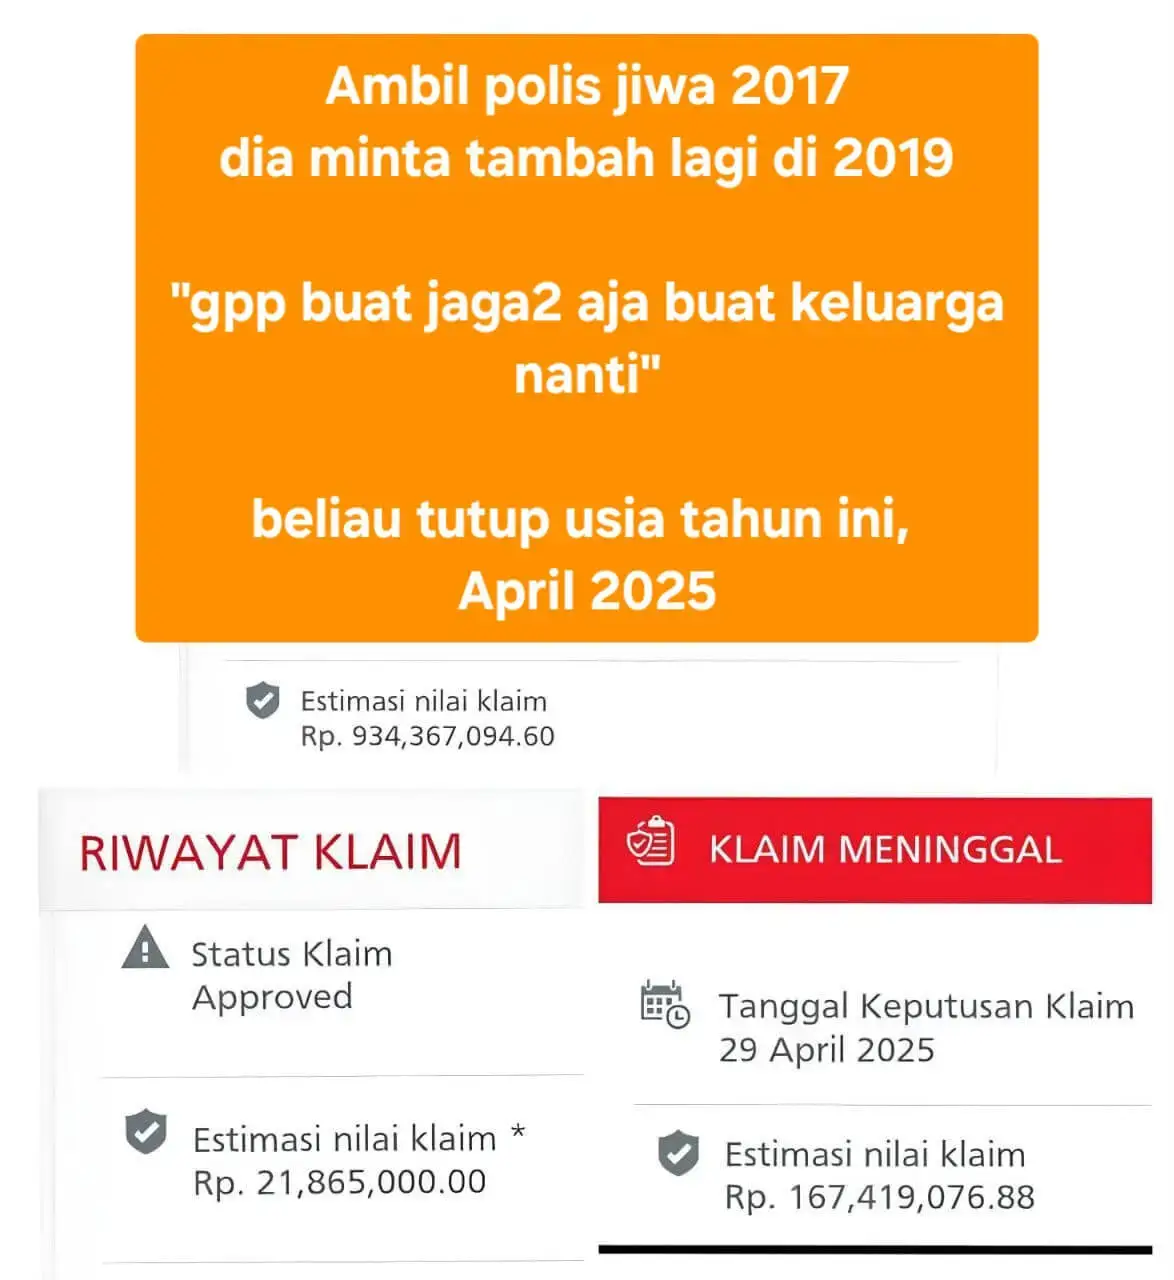 Ambil polis jiwa 2017
dia minta tambah lagi di 2019
"gpp buat jaga2 aja buat keluarga
nanti"
beliau tutup usia tahun ini,
April 2025
Estimasi nilai klaim
Rp. 934,367,094.60
RIWAYAT KLAIM
Status Klaim
Approved
Estimasi nilai klaim *
Rp. 21,865,000.00
KLAIM MENINGGAL
Tanggal Keputusan Klaim
29 April 2025
Estimasi nilai klaim
Rp. 167,419,076.88